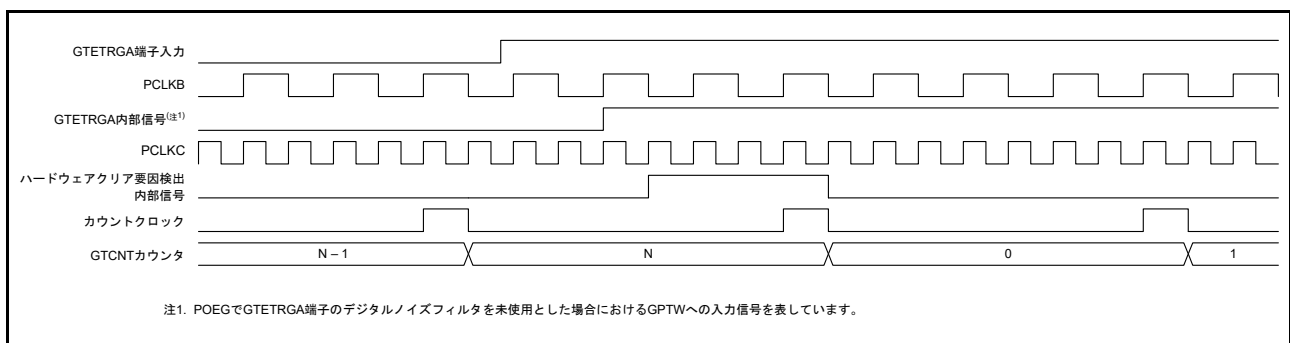 GTETRGA端子入力
PCLKB
GTETRGA内部信号(注1)
PCLKC
ハードウェアクリア要因検出
内部信号
カウントクロック
GTCNTカウンタ
N – 1
N
0
1
注1. POEGでGTETRGA端子のデジタルノイズフィルタを未使用とした場合におけるGPTWへの入力信号を表しています。